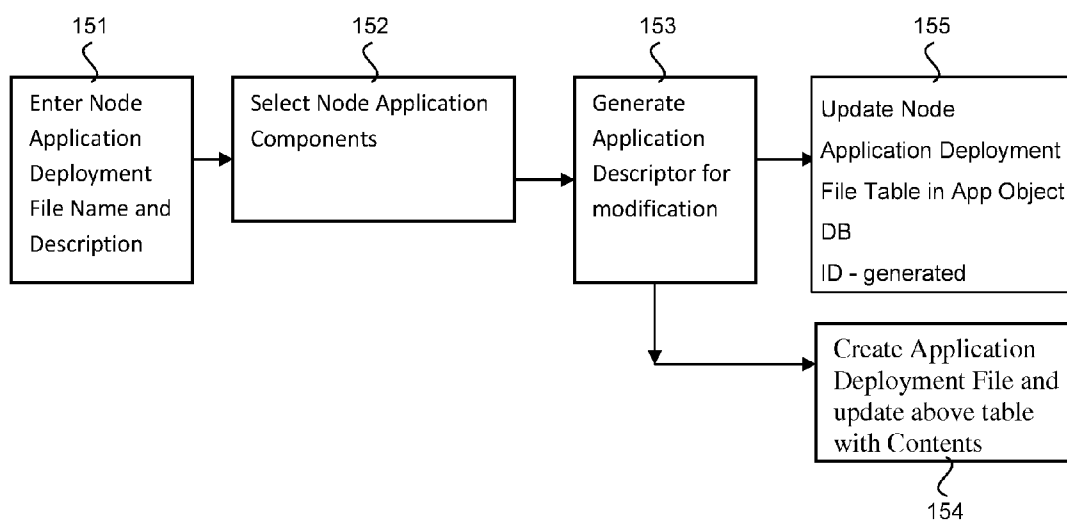 151
152
153
155
Enter Node
Application
Deployment
File Name and
Description
Select Node Application
Components
Generate
Application
Descriptor for
modification
Update Node
Application Deployment
File Table in App Object
DB
ID - generated
Create Application
Deployment File and
update above table
with Contents
154